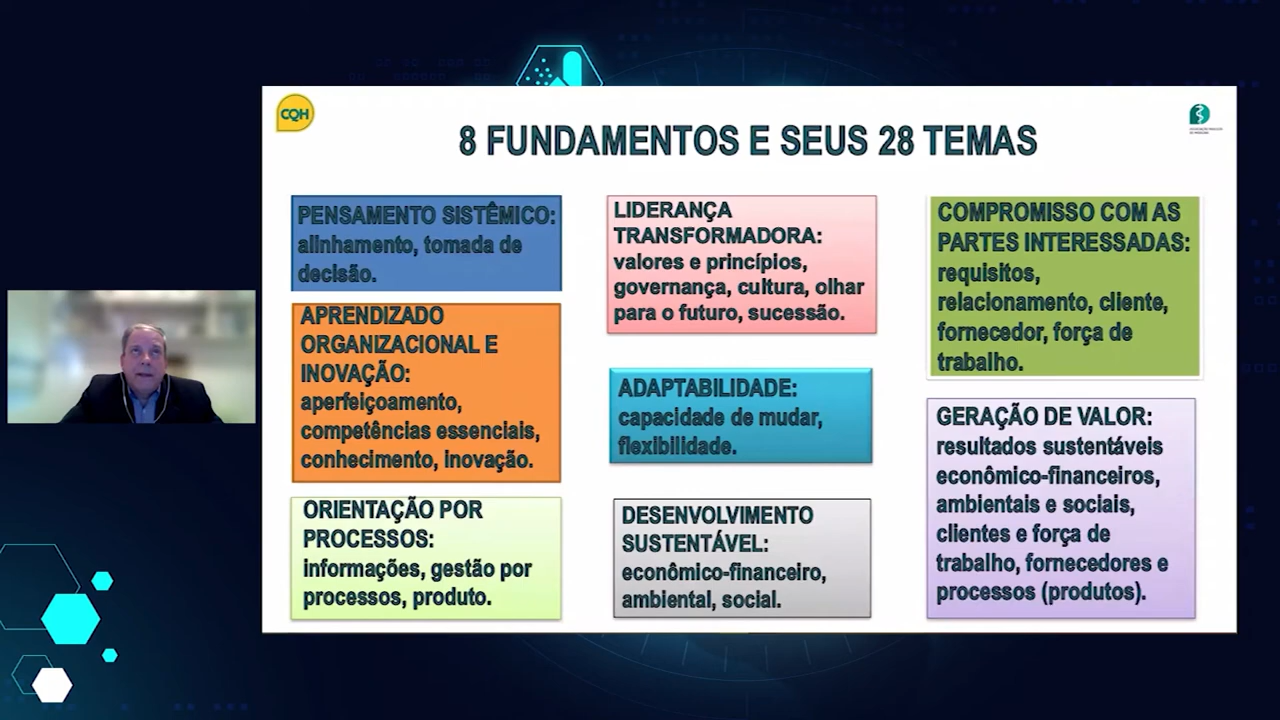 CQH
8 FUNDAMENTOS E SEUS 28 TEMAS
PENSAMENTO SISTÊMICO:
alinhamento, tomada de
decisão.
APRENDIZADO
ORGANIZACIONAL E
INOVAÇÃO:
aperfeiçoamento,
competências essenciais,
conhecimento, inovação.
ORIENTAÇÃO POR
PROCESSOS:
informações, gestão por
processos, produto.
LIDERANÇA
TRANSFORMADORA:
valores e princípios,
governança, cultura, olhar
para o futuro, sucessão.
ADAPTABILIDADE:
capacidade de mudar,
flexibilidade.
DESENVOLVIMENTO
SUSTENTÁVEL:
econômico-financeiro,
ambiental, social.
COMPROMISSO COM AS
PARTES INTERESSADAS:
requisitos,
relacionamento, cliente,
fornecedor, força de
trabalho.
GERAÇÃO DE VALOR:
resultados sustentáveis
econômico-financeiros,
ambientais e sociais,
clientes e força de
trabalho, fornecedores e
processos (produtos).